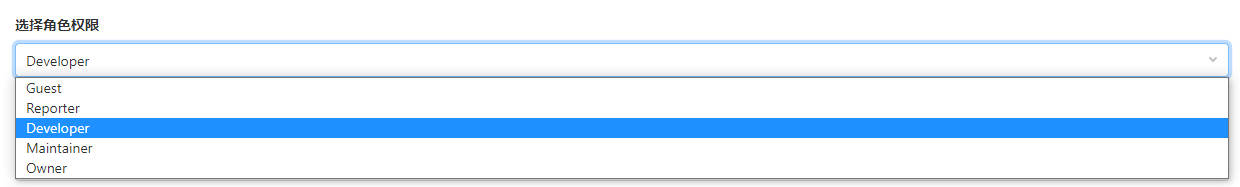 选择角色权限
Developer
Guest
Reporter
Developer
Maintainer
Owner